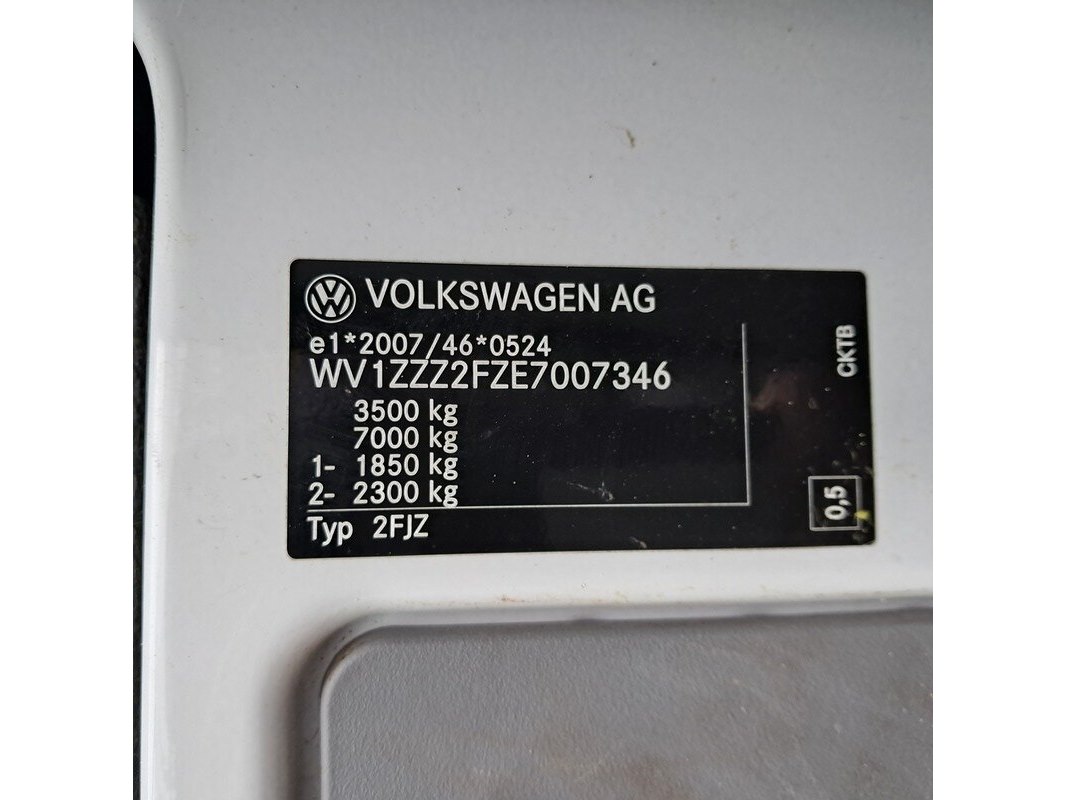 VOLKSWAGEN AG
e1*2007/46*0524
WV1ZZZ2FZE7007346
3500 kg
7000 kg
1- 1850 kg
2- 2300 kg
Typ 2FJZ
CKTB
0,5